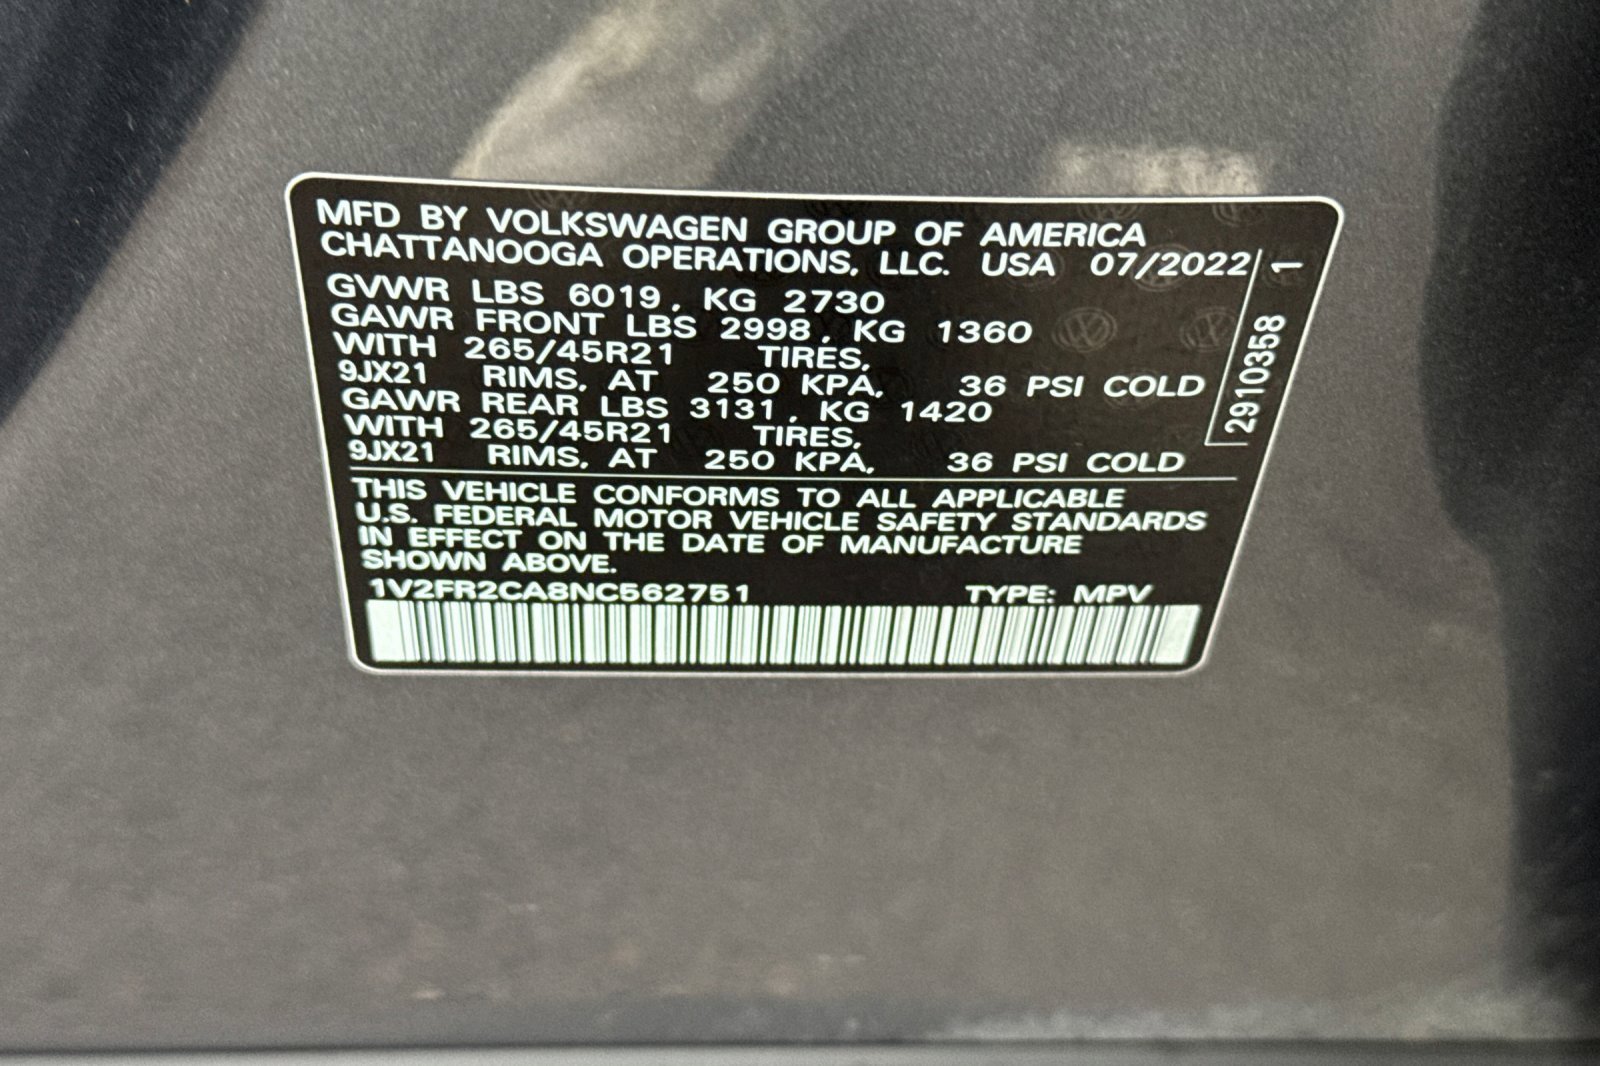 MFD BY VOLKSWAGEN GROUP OF AMERICA
CHATTANOOGA OPERATIONS, LLC. USA 07/2022
GVWR LBS 6019, KG 2730
GAWR FRONT LBS 2998, KG 1360
WITH 265/45R21 TIRES,
9JX21 RIMS, AT 250 KPA, 36 PSI COLD
GAWR REAR LBS 3131, KG 1420
WITH 265/45R21 TIRES,
9JX21 RIMS, AT 250 KPA, 36 PSI COLD
2910358 1
THIS VEHICLE CONFORMS TO ALL APPLICABLE
U.S. FEDERAL MOTOR VEHICLE SAFETY STANDARDS
IN EFFECT ON THE DATE OF MANUFACTURE
SHOWN ABOVE.
1V2FR2CA8NC562751 TYPE: MPV